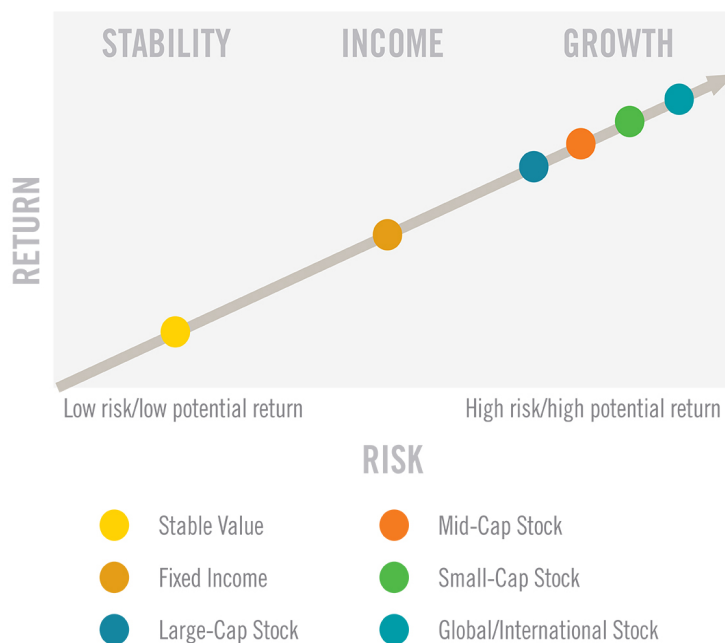 STABILITY INCOME GROWTH
RETURN
Low risk/low potential return High risk/high potential return
RISK
Stable Value Mid-Cap Stock
Fixed Income Small-Cap Stock
Large-Cap Stock Global/International Stock